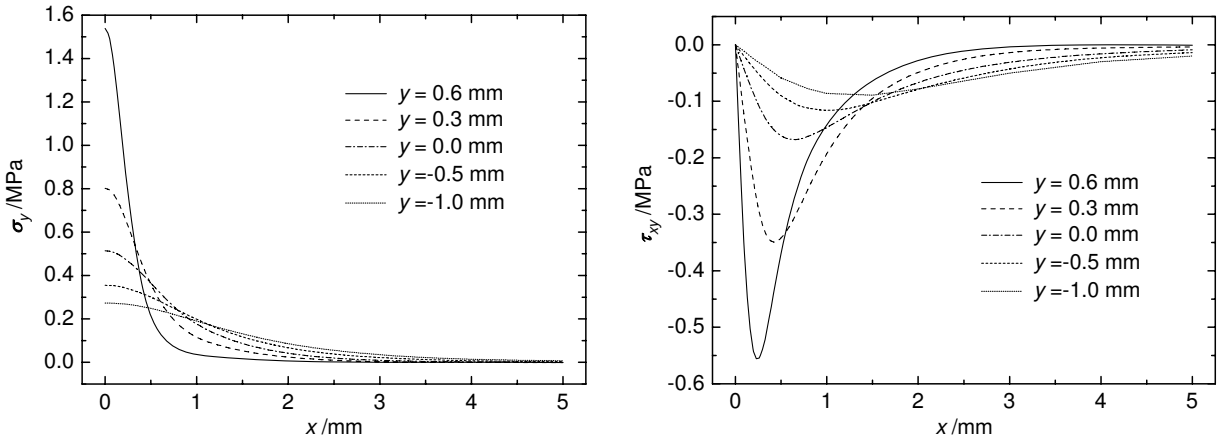 1.6
1.4
1.2
1.0
0.8
0.6
0.4
0.2
0.0
σy /MPa
y = 0.6 mm
y = 0.3 mm
y = 0.0 mm
y =-0.5 mm
y =-1.0 mm
0 1 2 3 4 5
x /mm
0.0
-0.1
-0.2
-0.3
-0.4
-0.5
-0.6
τxy /MPa
y = 0.6 mm
y = 0.3 mm
y = 0.0 mm
y =-0.5 mm
y =-1.0 mm
0 1 2 3 4 5
x /mm